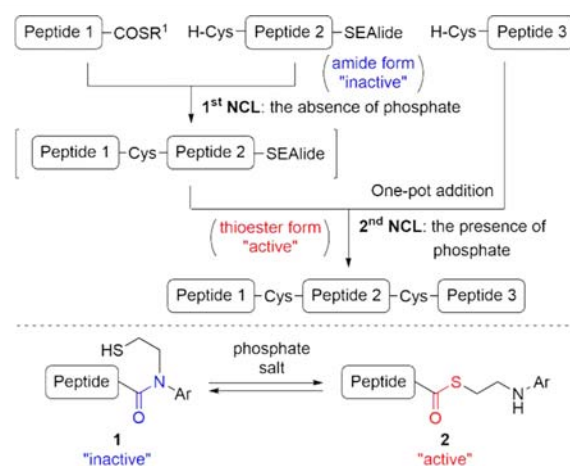 Peptide 1 COSR¹ H-Cys Peptide 2 SEAlide H-Cys Peptide 3
(amide form
"inactive")
1st NCL: the absence of phosphate
[ Peptide 1 Cys Peptide 2 SEAlide ]
One-pot addition
(thioester form
"active")
2nd NCL: the presence of
phosphate
Peptide 1 Cys Peptide 2 Cys Peptide 3
HS
phosphate
salt
Peptide N Ar O
Peptide S O N H Ar
1 2
"inactive" "active"